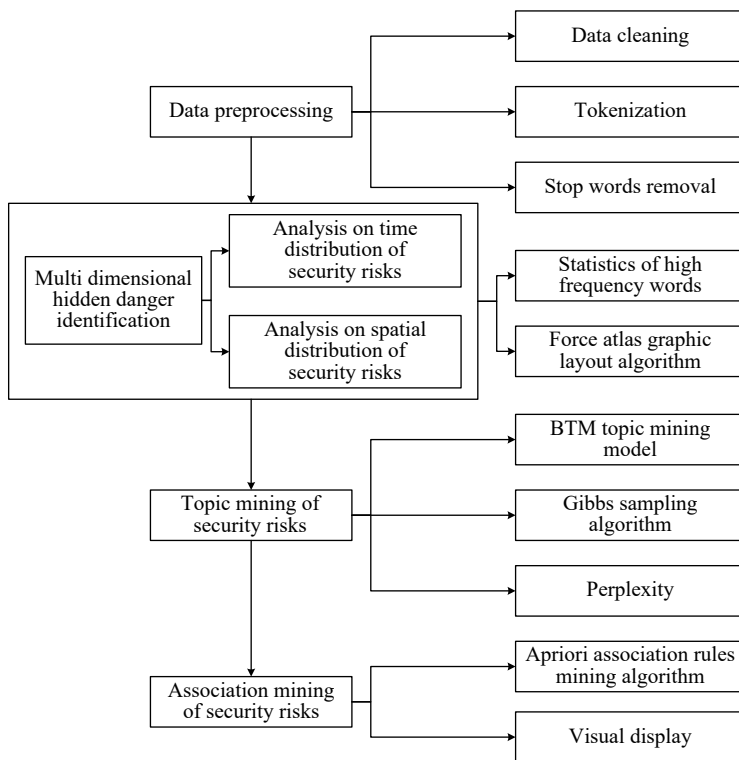 Data cleaning
Data preprocessing
Tokenization
Stop words removal
Multi dimensional
hidden danger
identification
Analysis on time
distribution of
security risks
Analysis on spatial
distribution of
security risks
Statistics of high
frequency words
Force atlas graphic
layout algorithm
Topic mining of
security risks
BTM topic mining
model
Gibbs sampling
algorithm
Perplexity
Association mining
of security risks
Apriori association rules
mining algorithm
Visual display